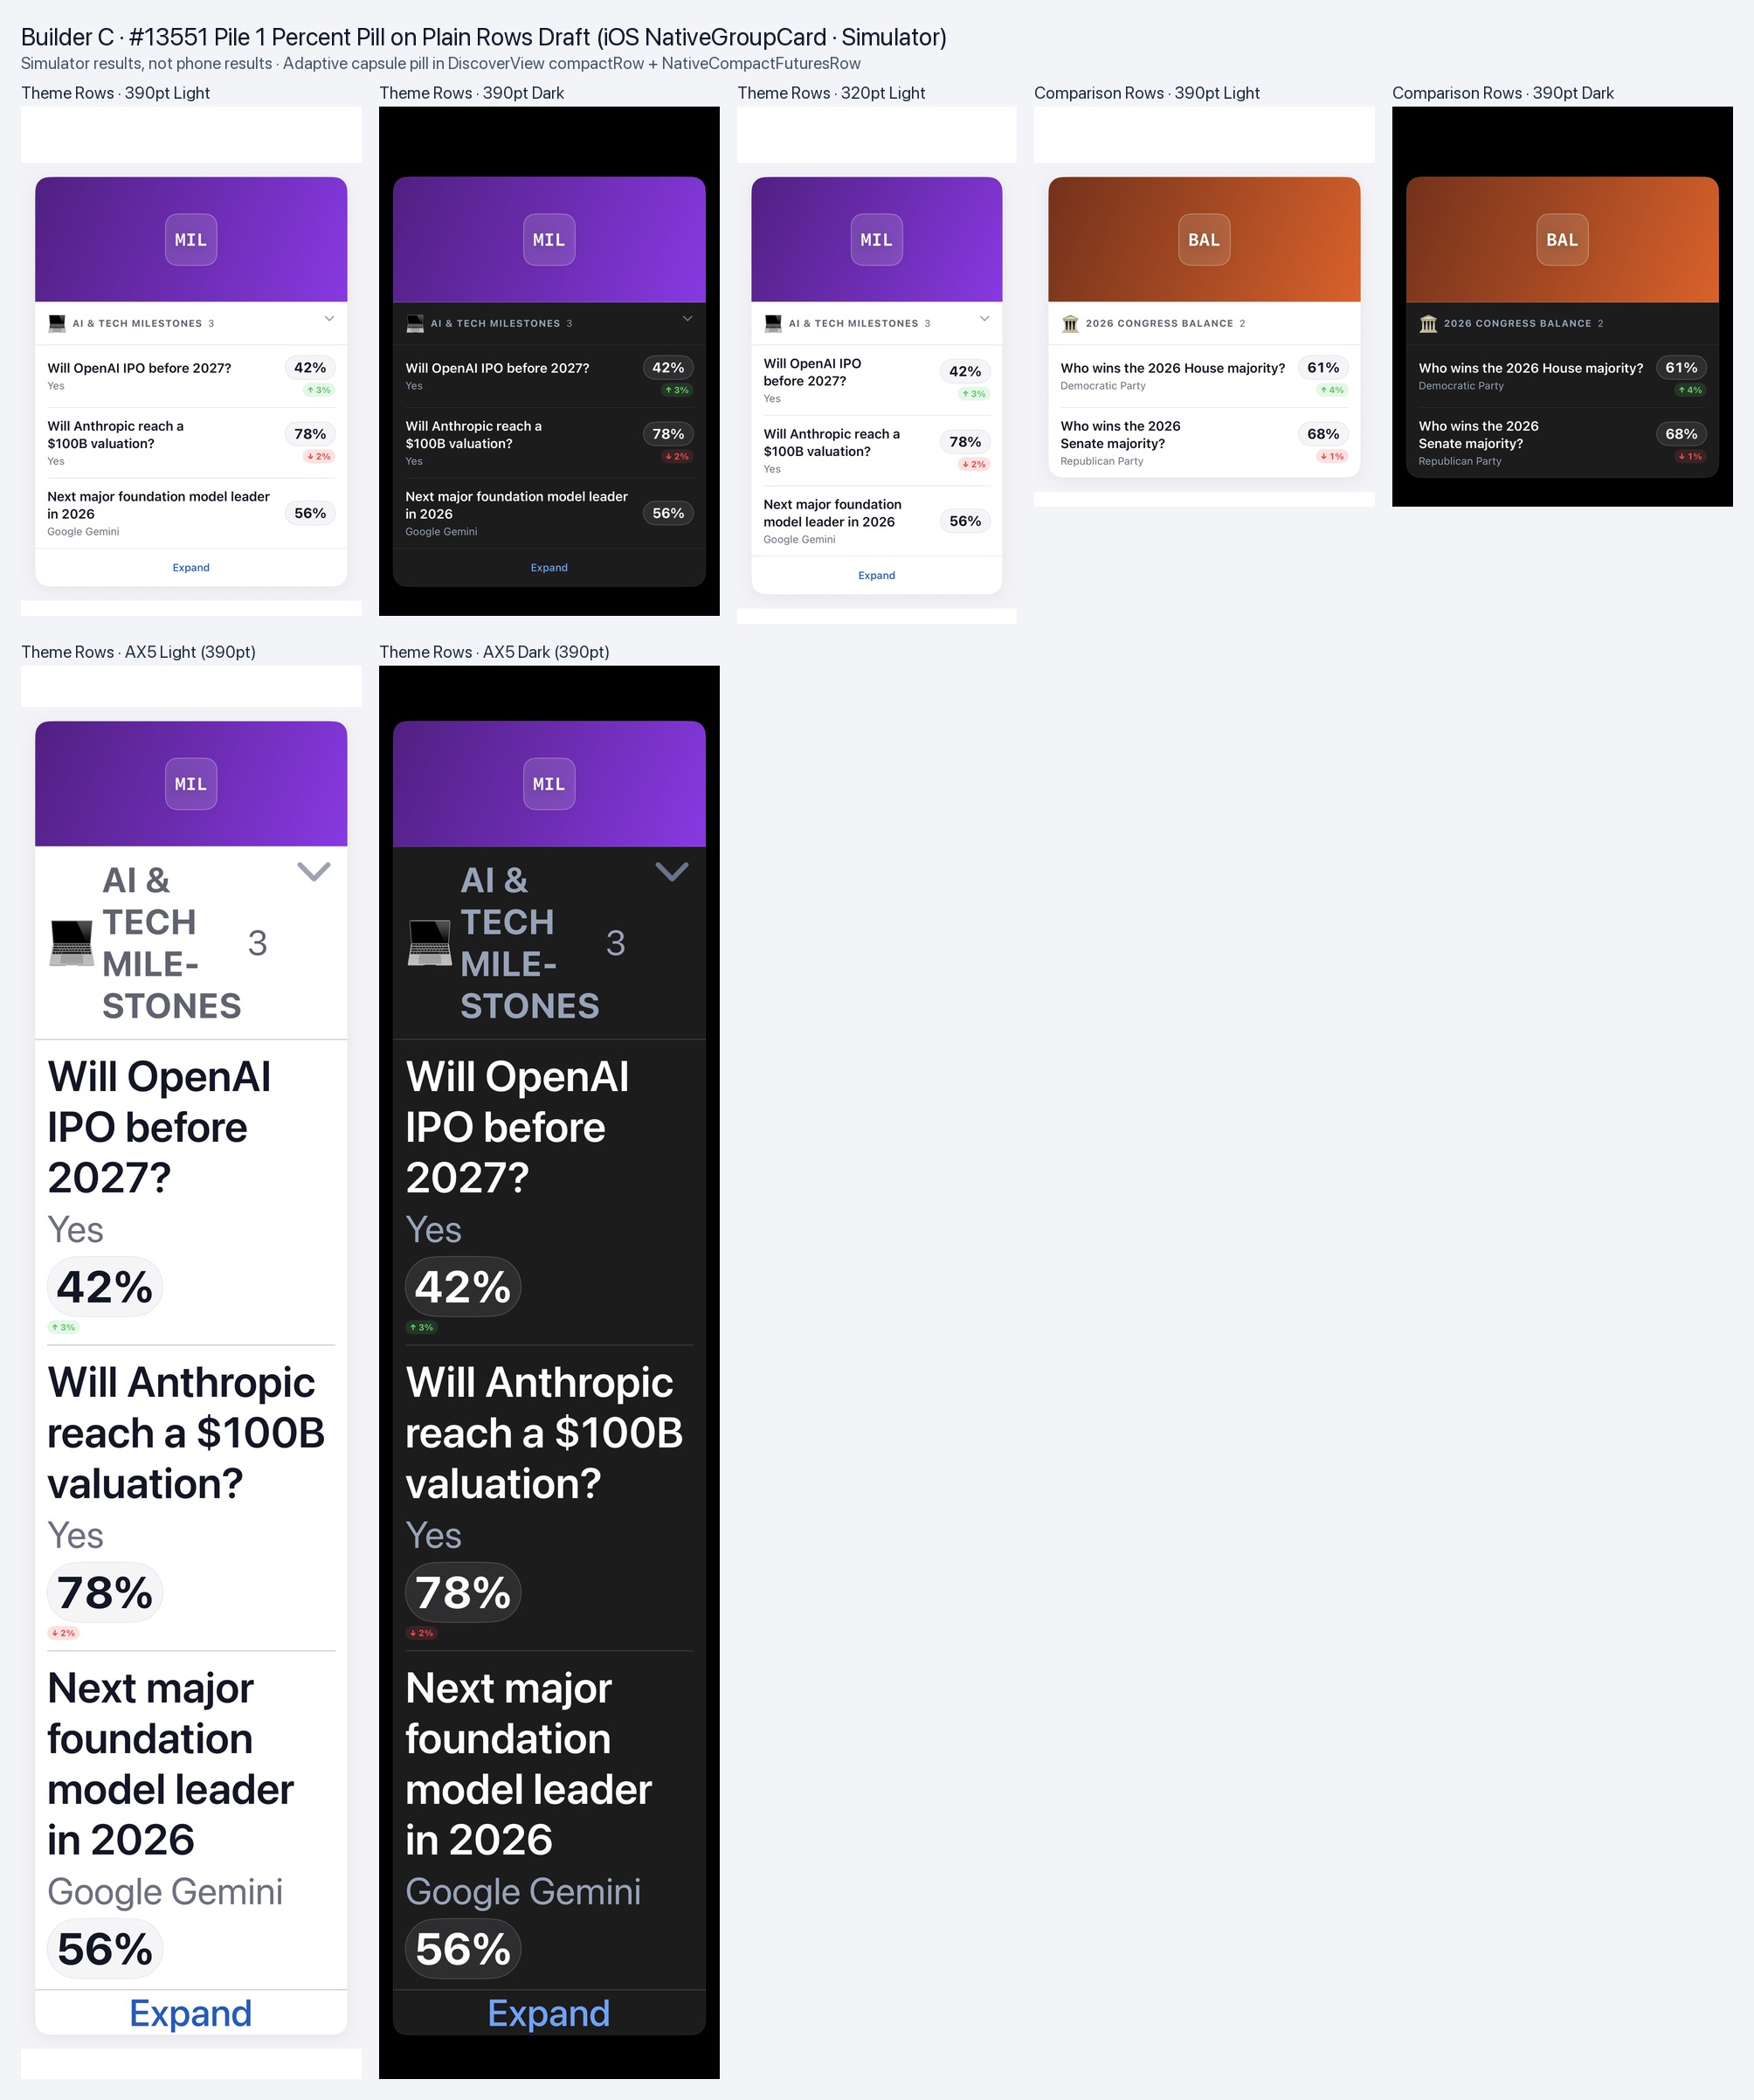 Builder C · #13551 Pile 1 Percent Pill on Plain Rows Draft (iOS NativeGroupCard · Simulator)
Simulator results, not phone results · Adaptive capsule pill in DiscoverView compactRow + NativeCompactFuturesRow
Theme Rows · 390pt Light
MIL
AI & TECH MILESTONES 3
Will OpenAI IPO before 2027?
Yes
42%
↑ 3%
Will Anthropic reach a
$100B valuation?
Yes
78%
↓ 2%
Next major foundation model leader
in 2026
Google Gemini
56%
Expand
Theme Rows · 390pt Dark
MIL
AI & TECH MILESTONES 3
Will OpenAI IPO before 2027?
Yes
42%
↑ 3%
Will Anthropic reach a
$100B valuation?
Yes
78%
↓ 2%
Next major foundation model leader
in 2026
Google Gemini
56%
Expand
Theme Rows · 320pt Light
MIL
AI & TECH MILESTONES 3
Will OpenAI IPO
before 2027?
Yes
42%
↑ 3%
Will Anthropic reach a
$100B valuation?
Yes
78%
↓ 2%
Next major foundation
model leader in 2026
Google Gemini
56%
Expand
Comparison Rows · 390pt Light
BAL
2026 CONGRESS BALANCE 2
Who wins the 2026 House majority?
Democratic Party
61%
↑ 4%
Who wins the 2026
Senate majority?
Republican Party
68%
↓ 1%
Comparison Rows · 390pt Dark
BAL
2026 CONGRESS BALANCE 2
Who wins the 2026 House majority?
Democratic Party
61%
↑ 4%
Who wins the 2026
Senate majority?
Republican Party
68%
↓ 1%
Theme Rows · AX5 Light (390pt)
MIL
AI &
TECH
MILE-
STONES
3
Will OpenAI
IPO before
2027?
Yes
42%
↑ 3%
Will Anthropic
reach a $100B
valuation?
Yes
78%
↓ 2%
Next major
foundation
model leader
in 2026
Google Gemini
56%
Expand
Theme Rows · AX5 Dark (390pt)
MIL
AI &
TECH
MILE-
STONES
3
Will OpenAI
IPO before
2027?
Yes
42%
↑ 3%
Will Anthropic
reach a $100B
valuation?
Yes
78%
↓ 2%
Next major
foundation
model leader
in 2026
Google Gemini
56%
Expand